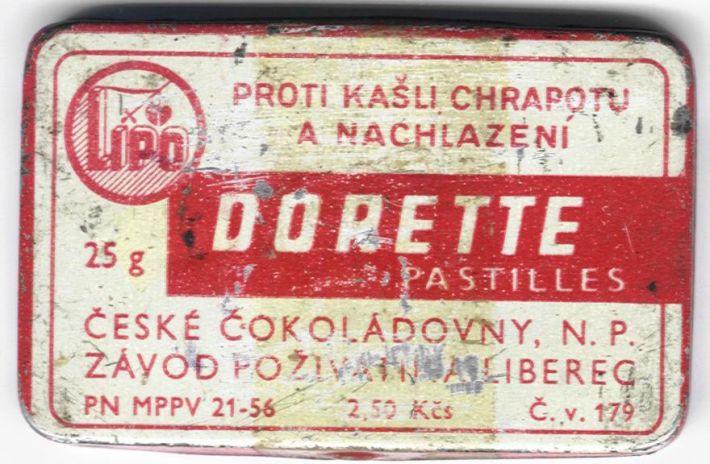 LIPO
PROTI KAŠLI, CHRAPOTU
A NACHLAZENÍ
DORETTE
PASTILLES
25 g
ČESKÉ ČOKOLÁDOVNY, N. P.
ZÁVOD LIBEREC
PN MPPV 21-56 2,50 Kčs Č. v. 179